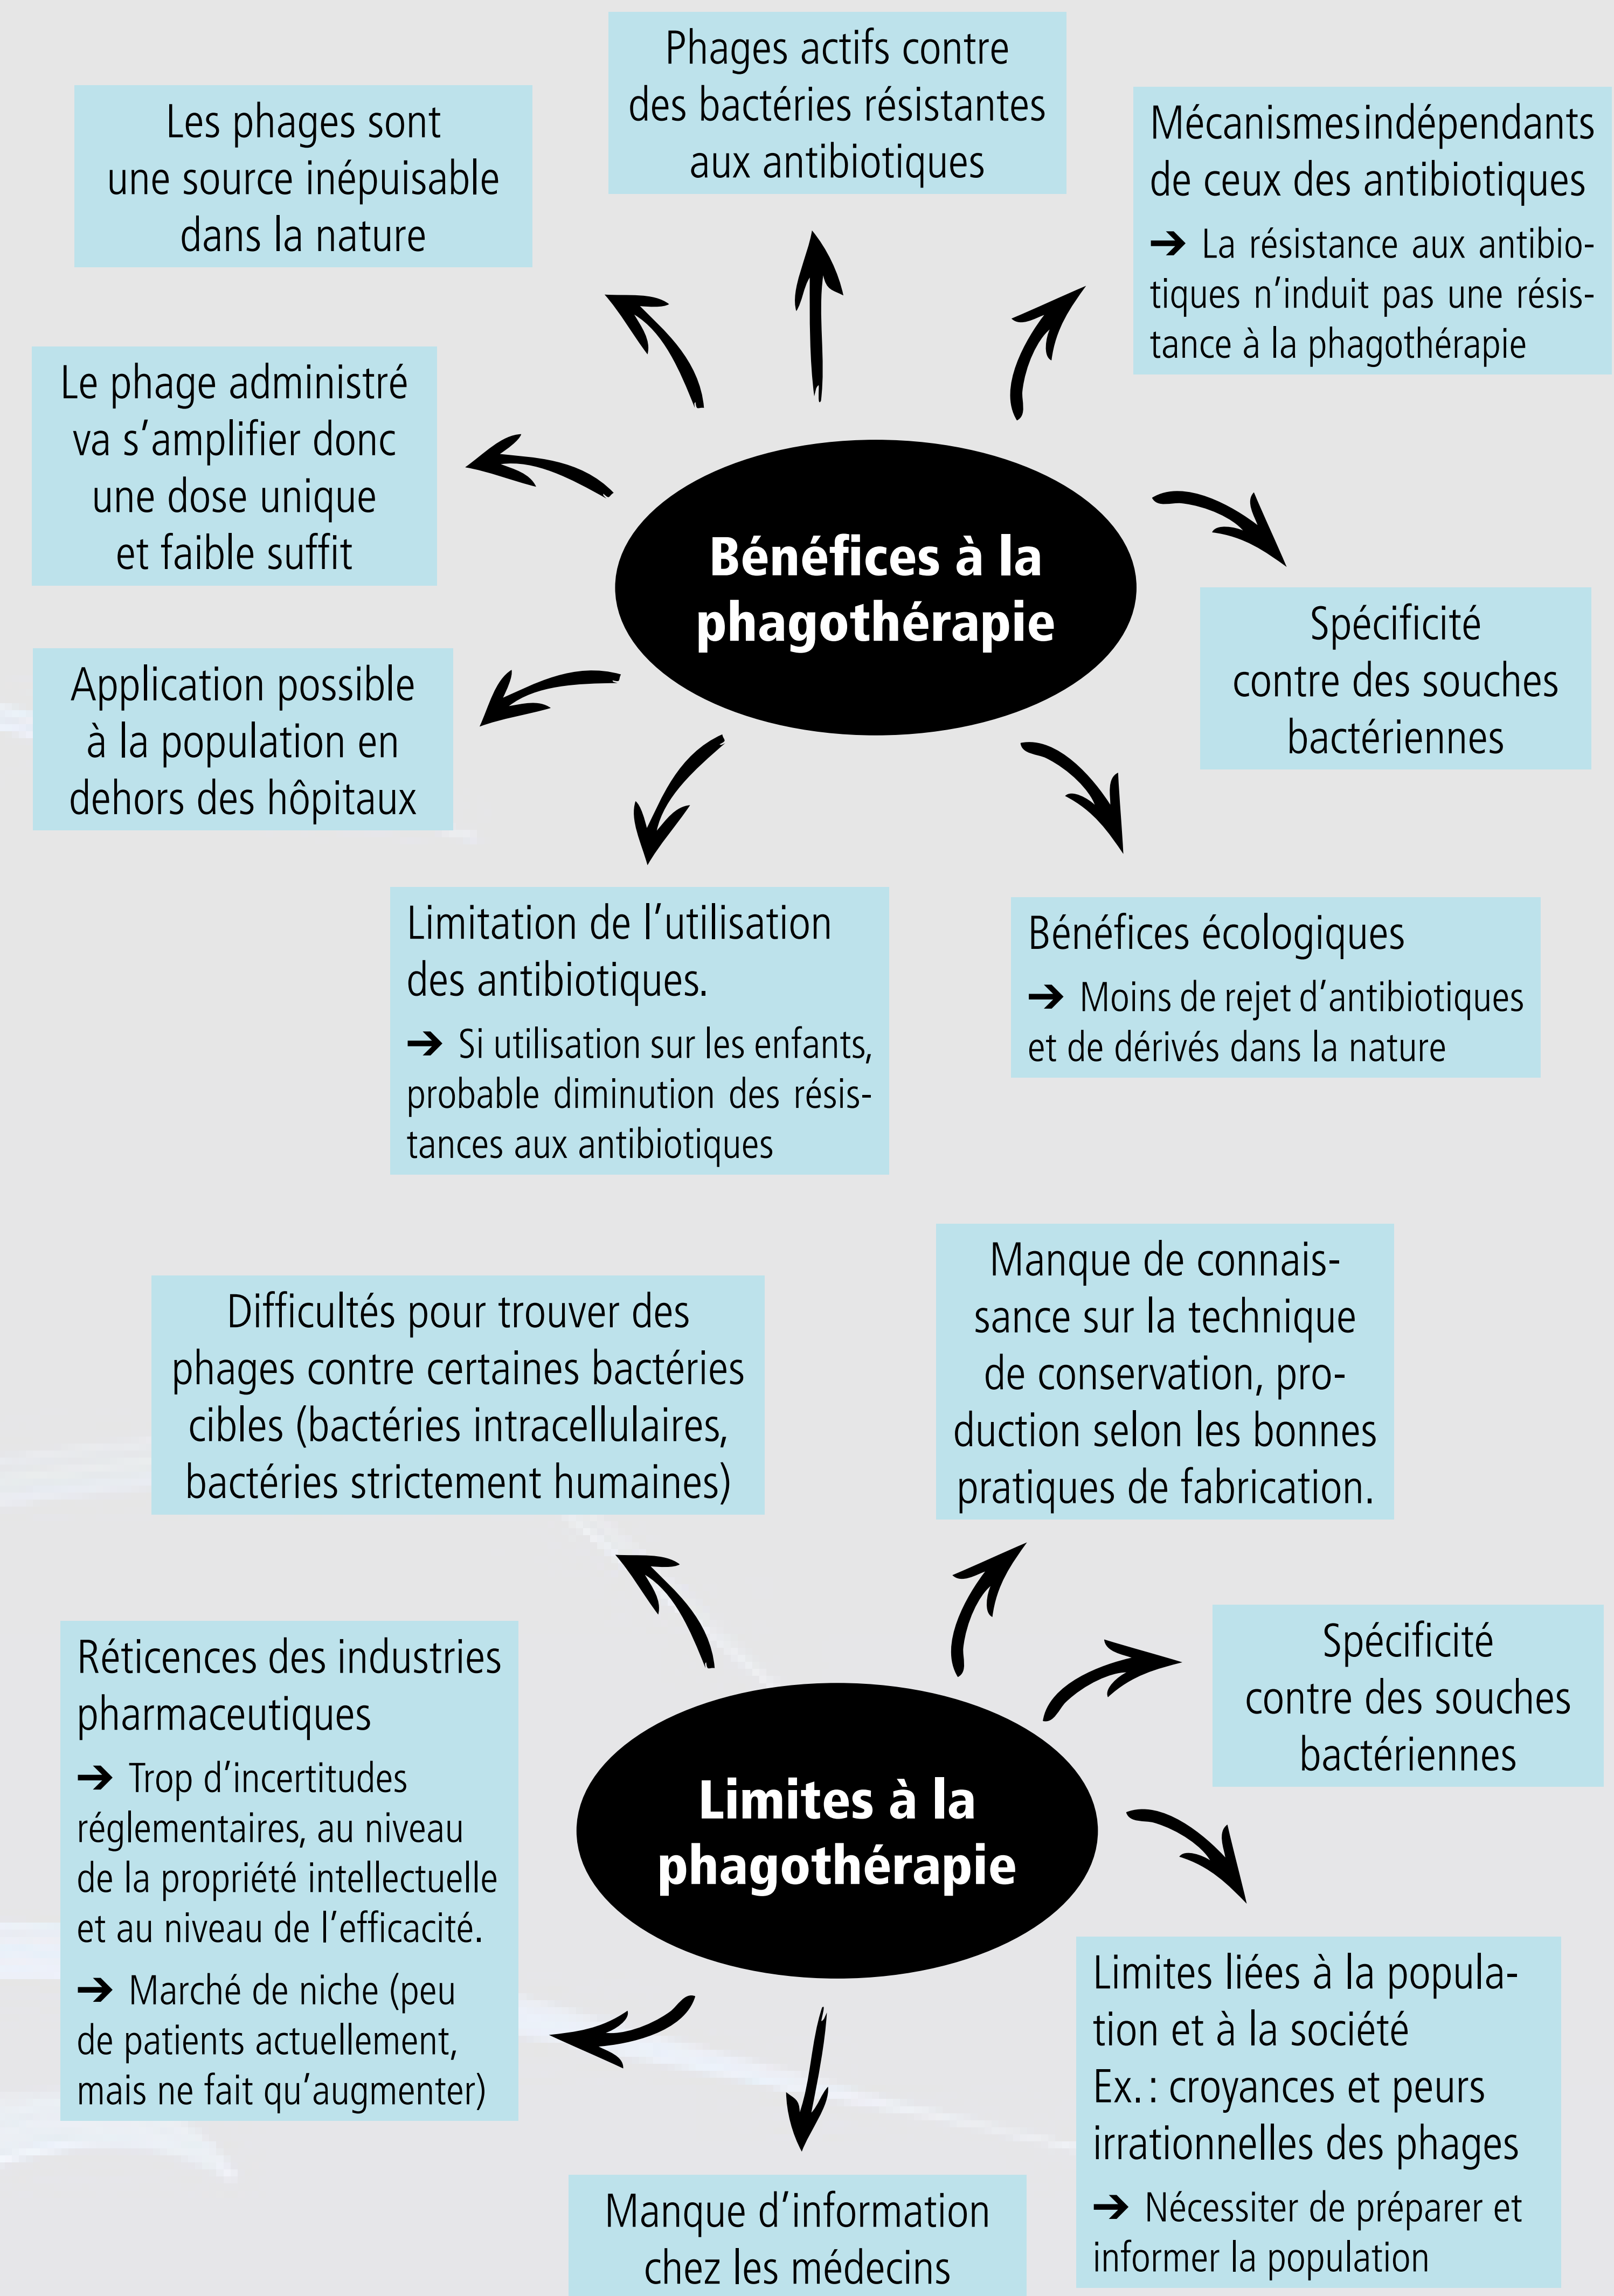 Phages actifs contre
des bactéries résistantes
aux antibiotiques
Les phages sont
une source inépuisable
dans la nature
Mécanismes indépendants
de ceux des antibiotiques
➔ La résistance aux antibio-
tiques n’induit pas une résis-
tance à la phagothérapie
Le phage administré
va s’amplifier donc
une dose unique
et faible suffit
Bénéfices à la
phagothérapie
Spécificité
contre des souches
bactériennes
Application possible
à la population en
dehors des hôpitaux
Limitation de l’utilisation
des antibiotiques.
➔ Si utilisation sur les enfants,
probable diminution des résis-
tances aux antibiotiques
Bénéfices écologiques
➔ Moins de rejet d’antibiotiques
et de dérivés dans la nature
Difficultés pour trouver des
phages contre certaines bactéries
cibles (bactéries intracellulaires,
bactéries strictement humaines)
Manque de connais-
sance sur la technique
de conservation, pro-
duction selon les bonnes
pratiques de fabrication.
Réticences des industries
pharmaceutiques
➔ Trop d’incertitudes
réglementaires, au niveau
de la propriété intellectuelle
et au niveau de l’efficacité.
➔ Marché de niche (peu
de patients actuellement,
mais ne fait qu’augmenter)
Limites à la
phagothérapie
Spécificité
contre des souches
bactériennes
Limites liées à la popula-
tion et à la société
Ex. : croyances et peurs
irrationnelles des phages
➔ Nécessiter de préparer et
informer la population
Manque d’information
chez les médecins